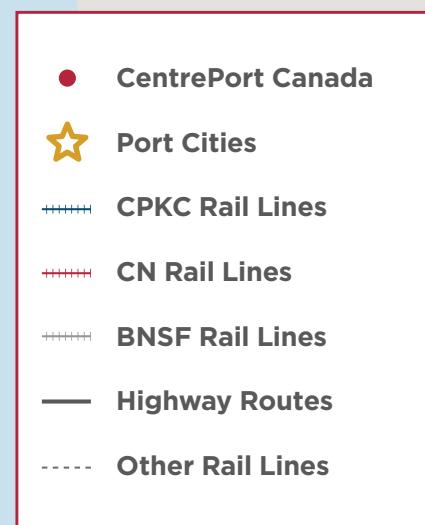 CentrePort Canada
Port Cities
CPKC Rail Lines
CN Rail Lines
BNSF Rail Lines
Highway Routes
Other Rail Lines